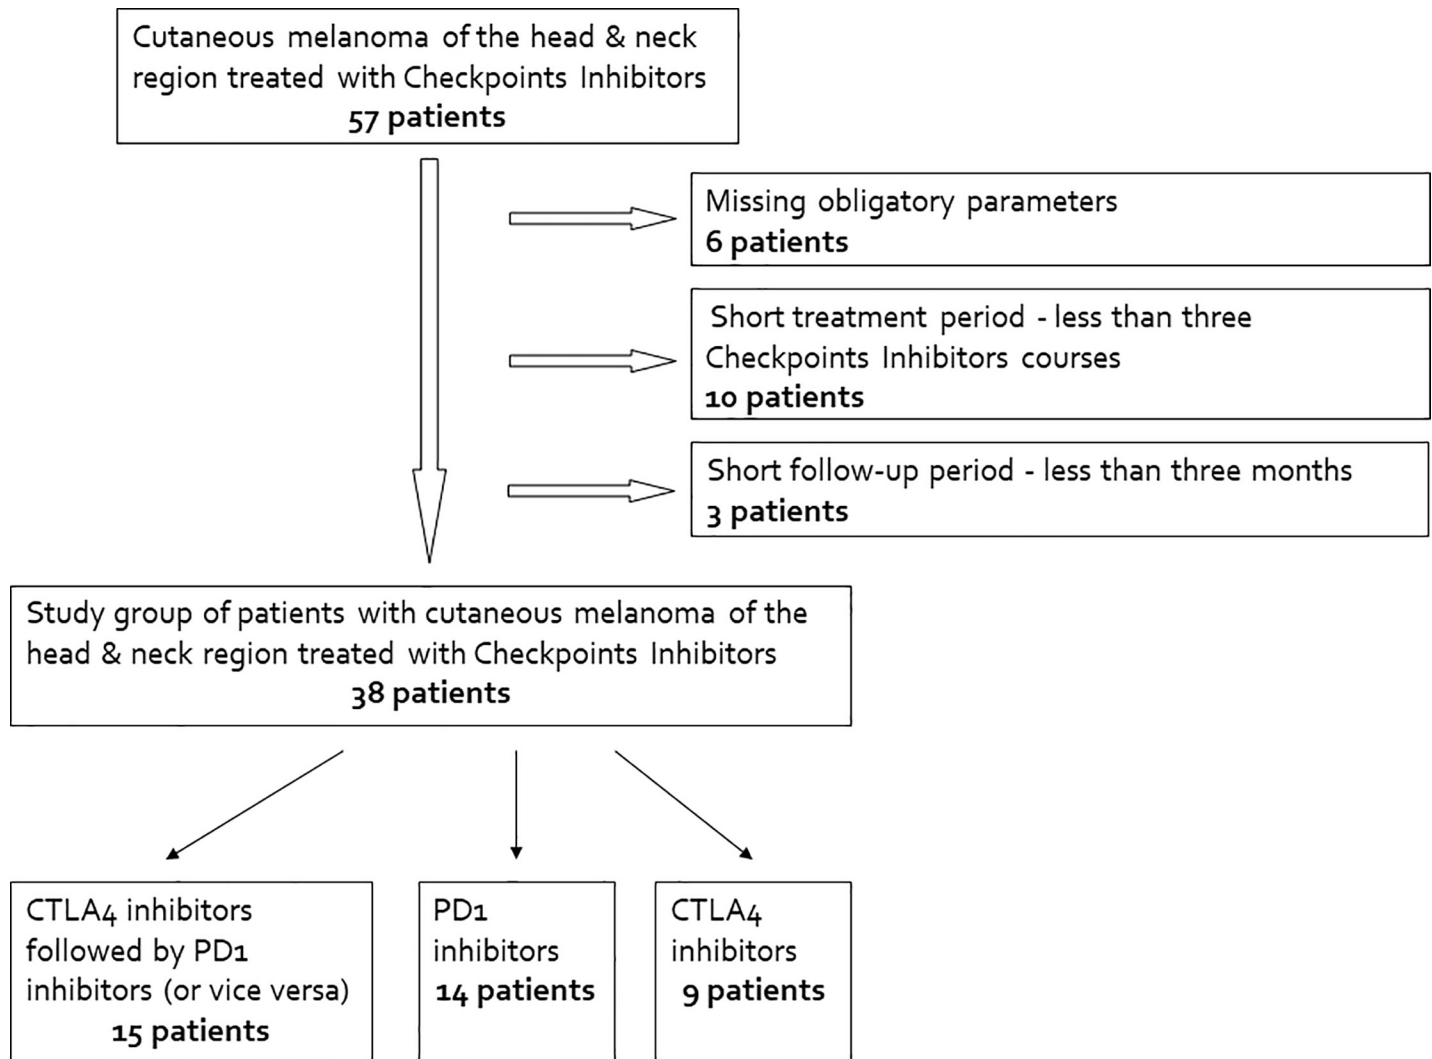 Cutaneous melanoma of the head & neck
region treated with Checkpoints Inhibitors
57 patients
Missing obligatory parameters
6 patients
Short treatment period - less than three
Checkpoints Inhibitors courses
10 patients
Short follow-up period - less than three months
3 patients
Study group of patients with cutaneous melanoma of the
head & neck region treated with Checkpoints Inhibitors
38 patients
CTLA4 inhibitors
followed by PD1
inhibitors (or vice versa)
15 patients
PD1
inhibitors
14 patients
CTLA4
inhibitors
9 patients